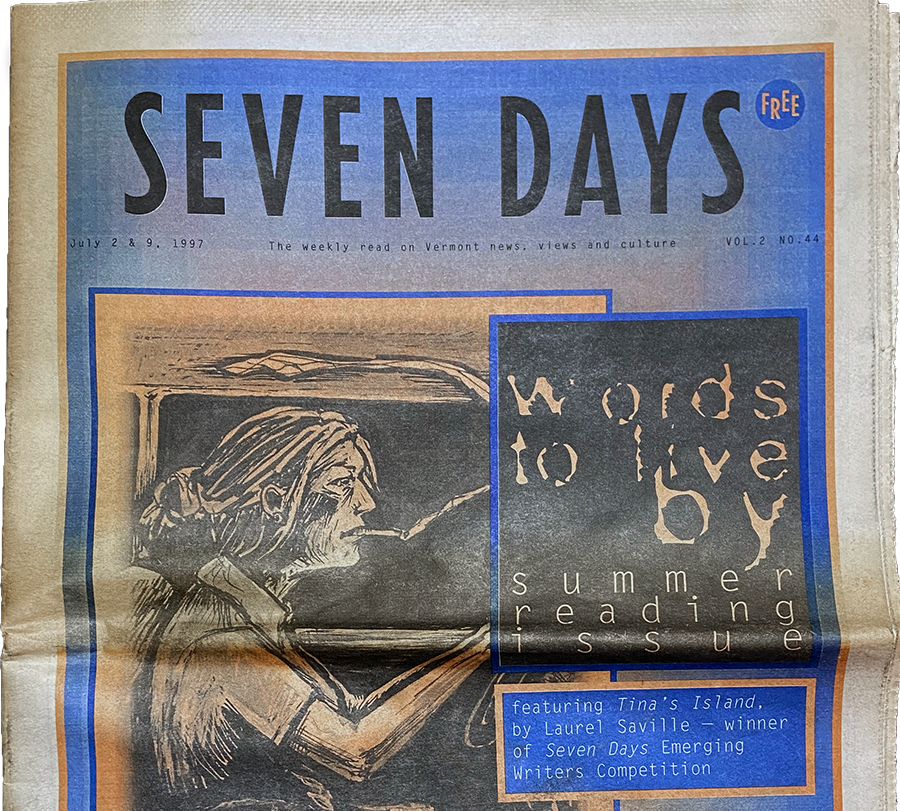 SEVEN DAYS
FREE
July 2 & 9, 1997
The weekly read on Vermont news, views and culture
VOL.2 NO.44
words
to live
by
summer
reading
issue
featuring Tina's Island,
by Laurel Saville — winner
of Seven Days Emerging
Writers Competition